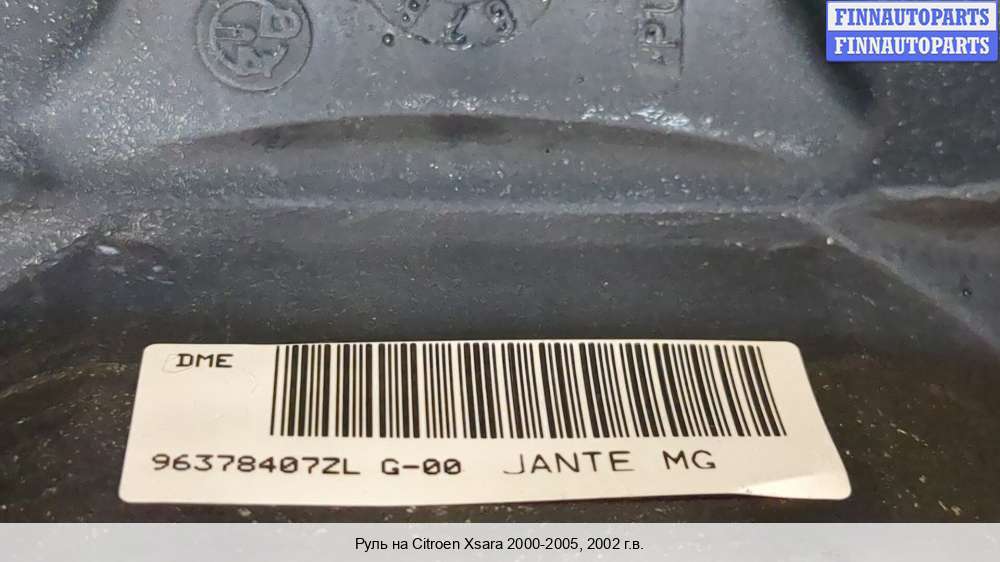 FINNAUTOPARTS
FINNAUTOPARTS
DME
96378407ZL G-00 JANTE MG
Руль на Citroen Xsara 2000-2005, 2002 г.в.